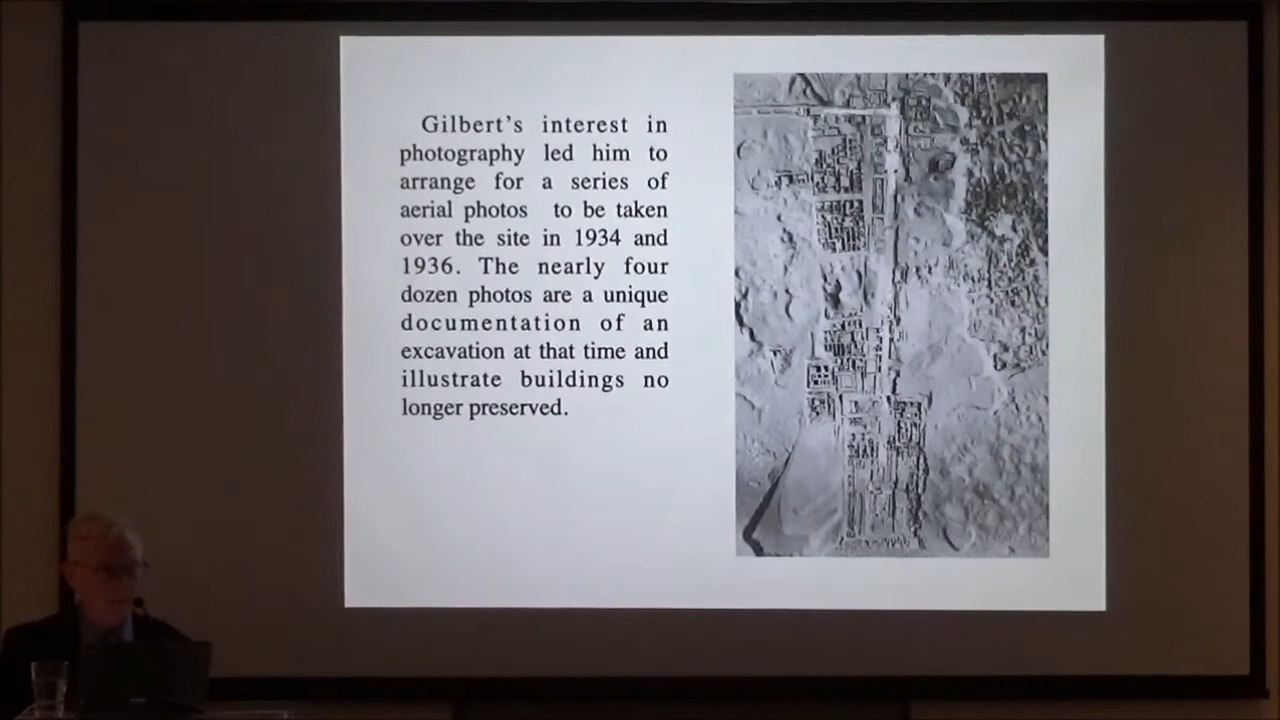 Gilbert's interest in
photography led him to
arrange for a series of
aerial photos to be taken
over the site in 1934 and
1936. The nearly four
dozen photos are a unique
documentation of an
excavation at that time and
illustrate buildings no
longer preserved.